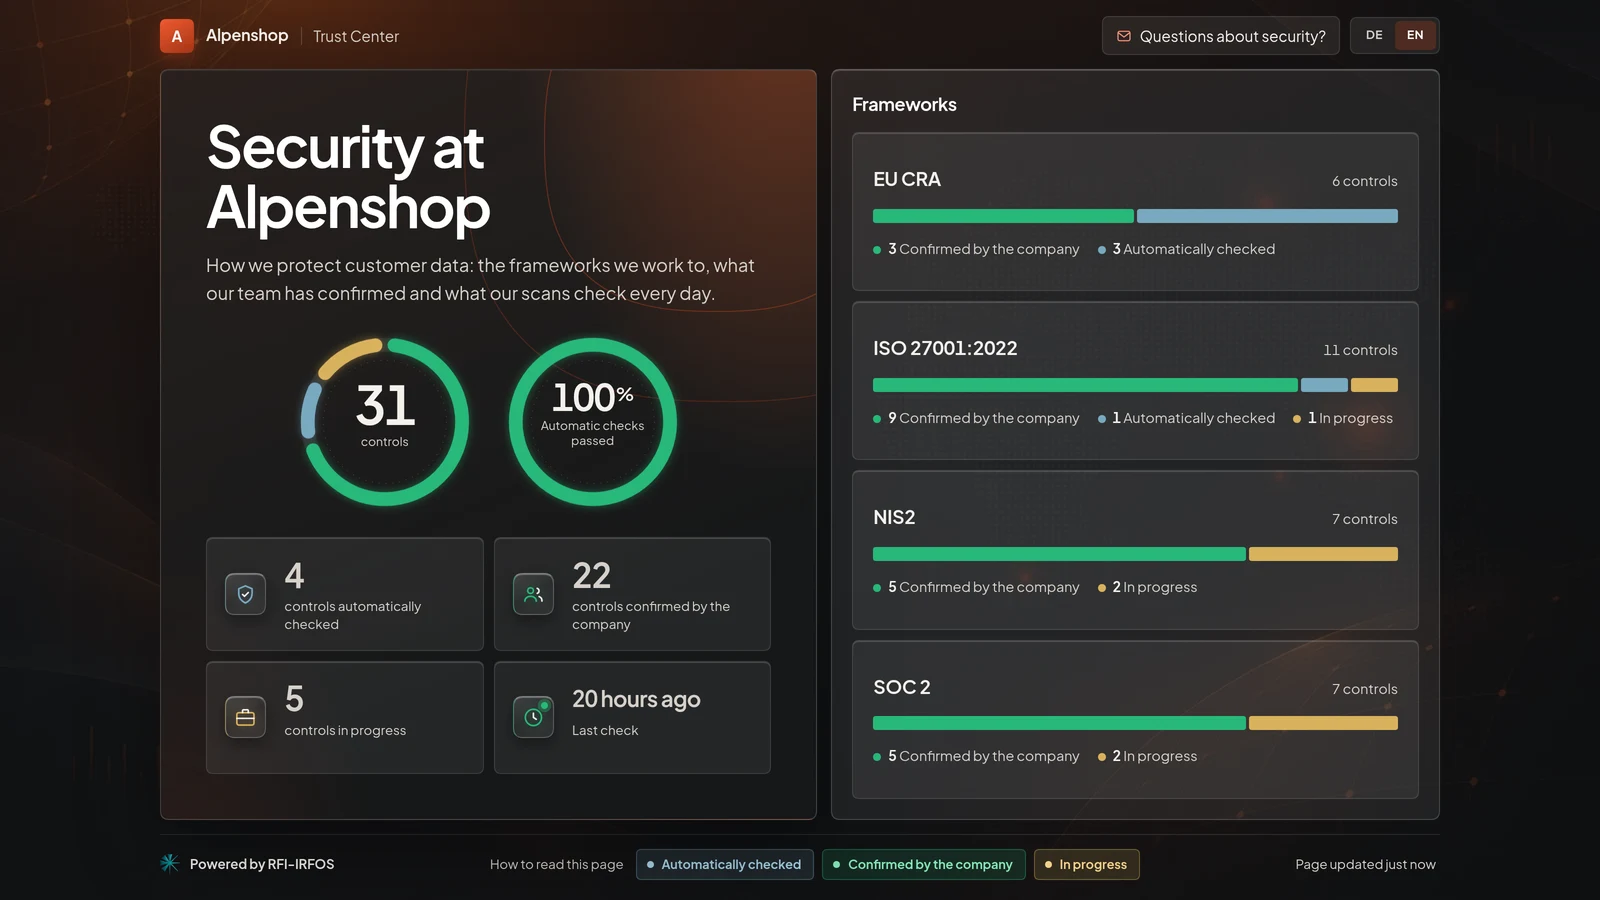 A
Alpenshop
Trust Center
Questions about security?
DE
EN
Security at
Alpenshop
How we protect customer data: the frameworks we work to, what
our team has confirmed and what our scans check every day.
31
controls
100%
Automatic checks
passed
4
controls automatically
checked
22
controls confirmed by the
company
5
controls in progress
20 hours ago
Last check
Frameworks
EU CRA
6 controls
3 Confirmed by the company
3 Automatically checked
ISO 27001:2022
11 controls
9 Confirmed by the company
1 Automatically checked
1 In progress
NIS2
7 controls
5 Confirmed by the company
2 In progress
SOC 2
7 controls
5 Confirmed by the company
2 In progress
Powered by RFI-IRFOS
How to read this page
Automatically checked
Confirmed by the company
In progress
Page updated just now